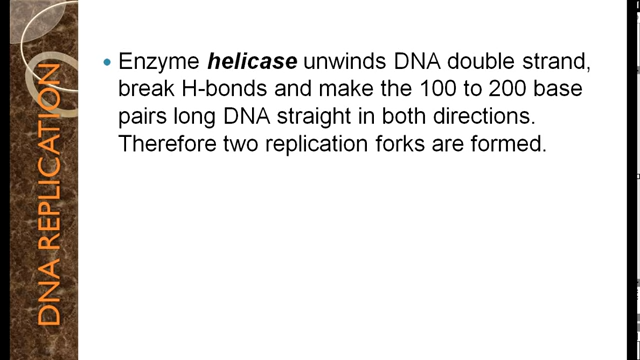 DNA REPLICATION
• Enzyme helicase unwinds DNA double strand,
break H-bonds and make the 100 to 200 base
pairs long DNA straight in both directions.
Therefore two replication forks are formed.